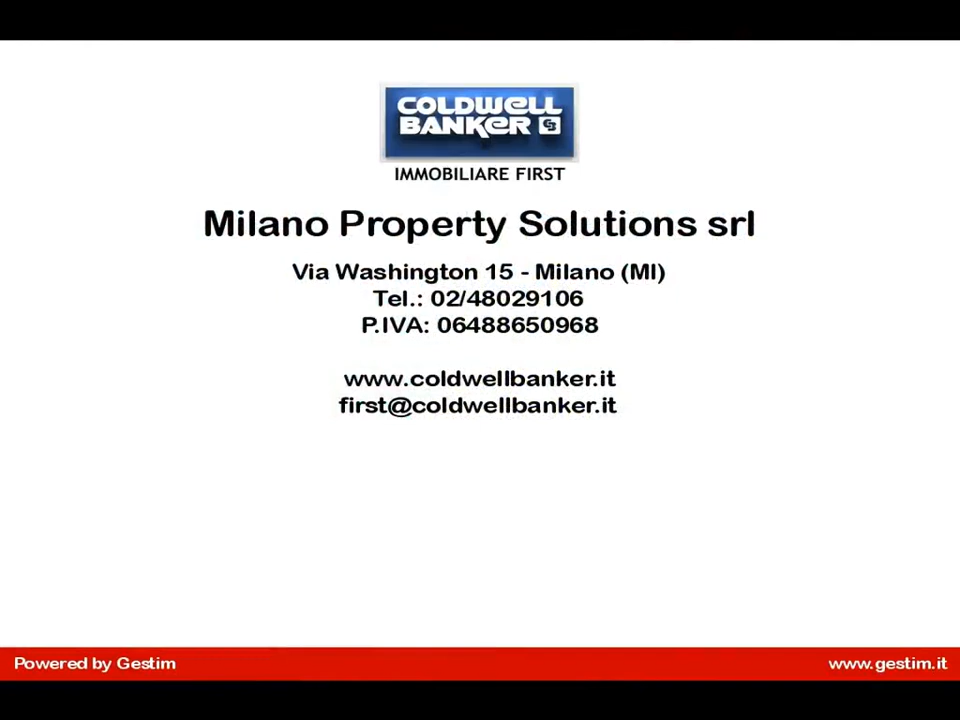 COLDWELL
BANKER CB
IMMOBILIARE FIRST
Milano Property Solutions srl
Via Washington 15 - Milano (MI)
Tel.: 02/48029106
P.IVA: 06488650968
www.coldwellbanker.it
first@coldwellbanker.it
Powered by Gestim
www.gestim.it